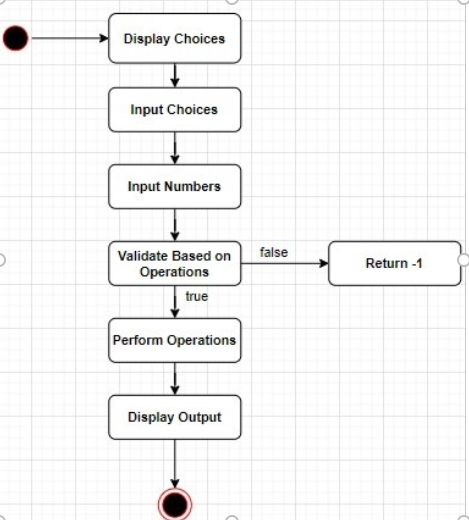 Display Choices
Input Choices
Input Numbers
Validate Based on
Operations
false
Return -1
true
Perform Operations
Display Output